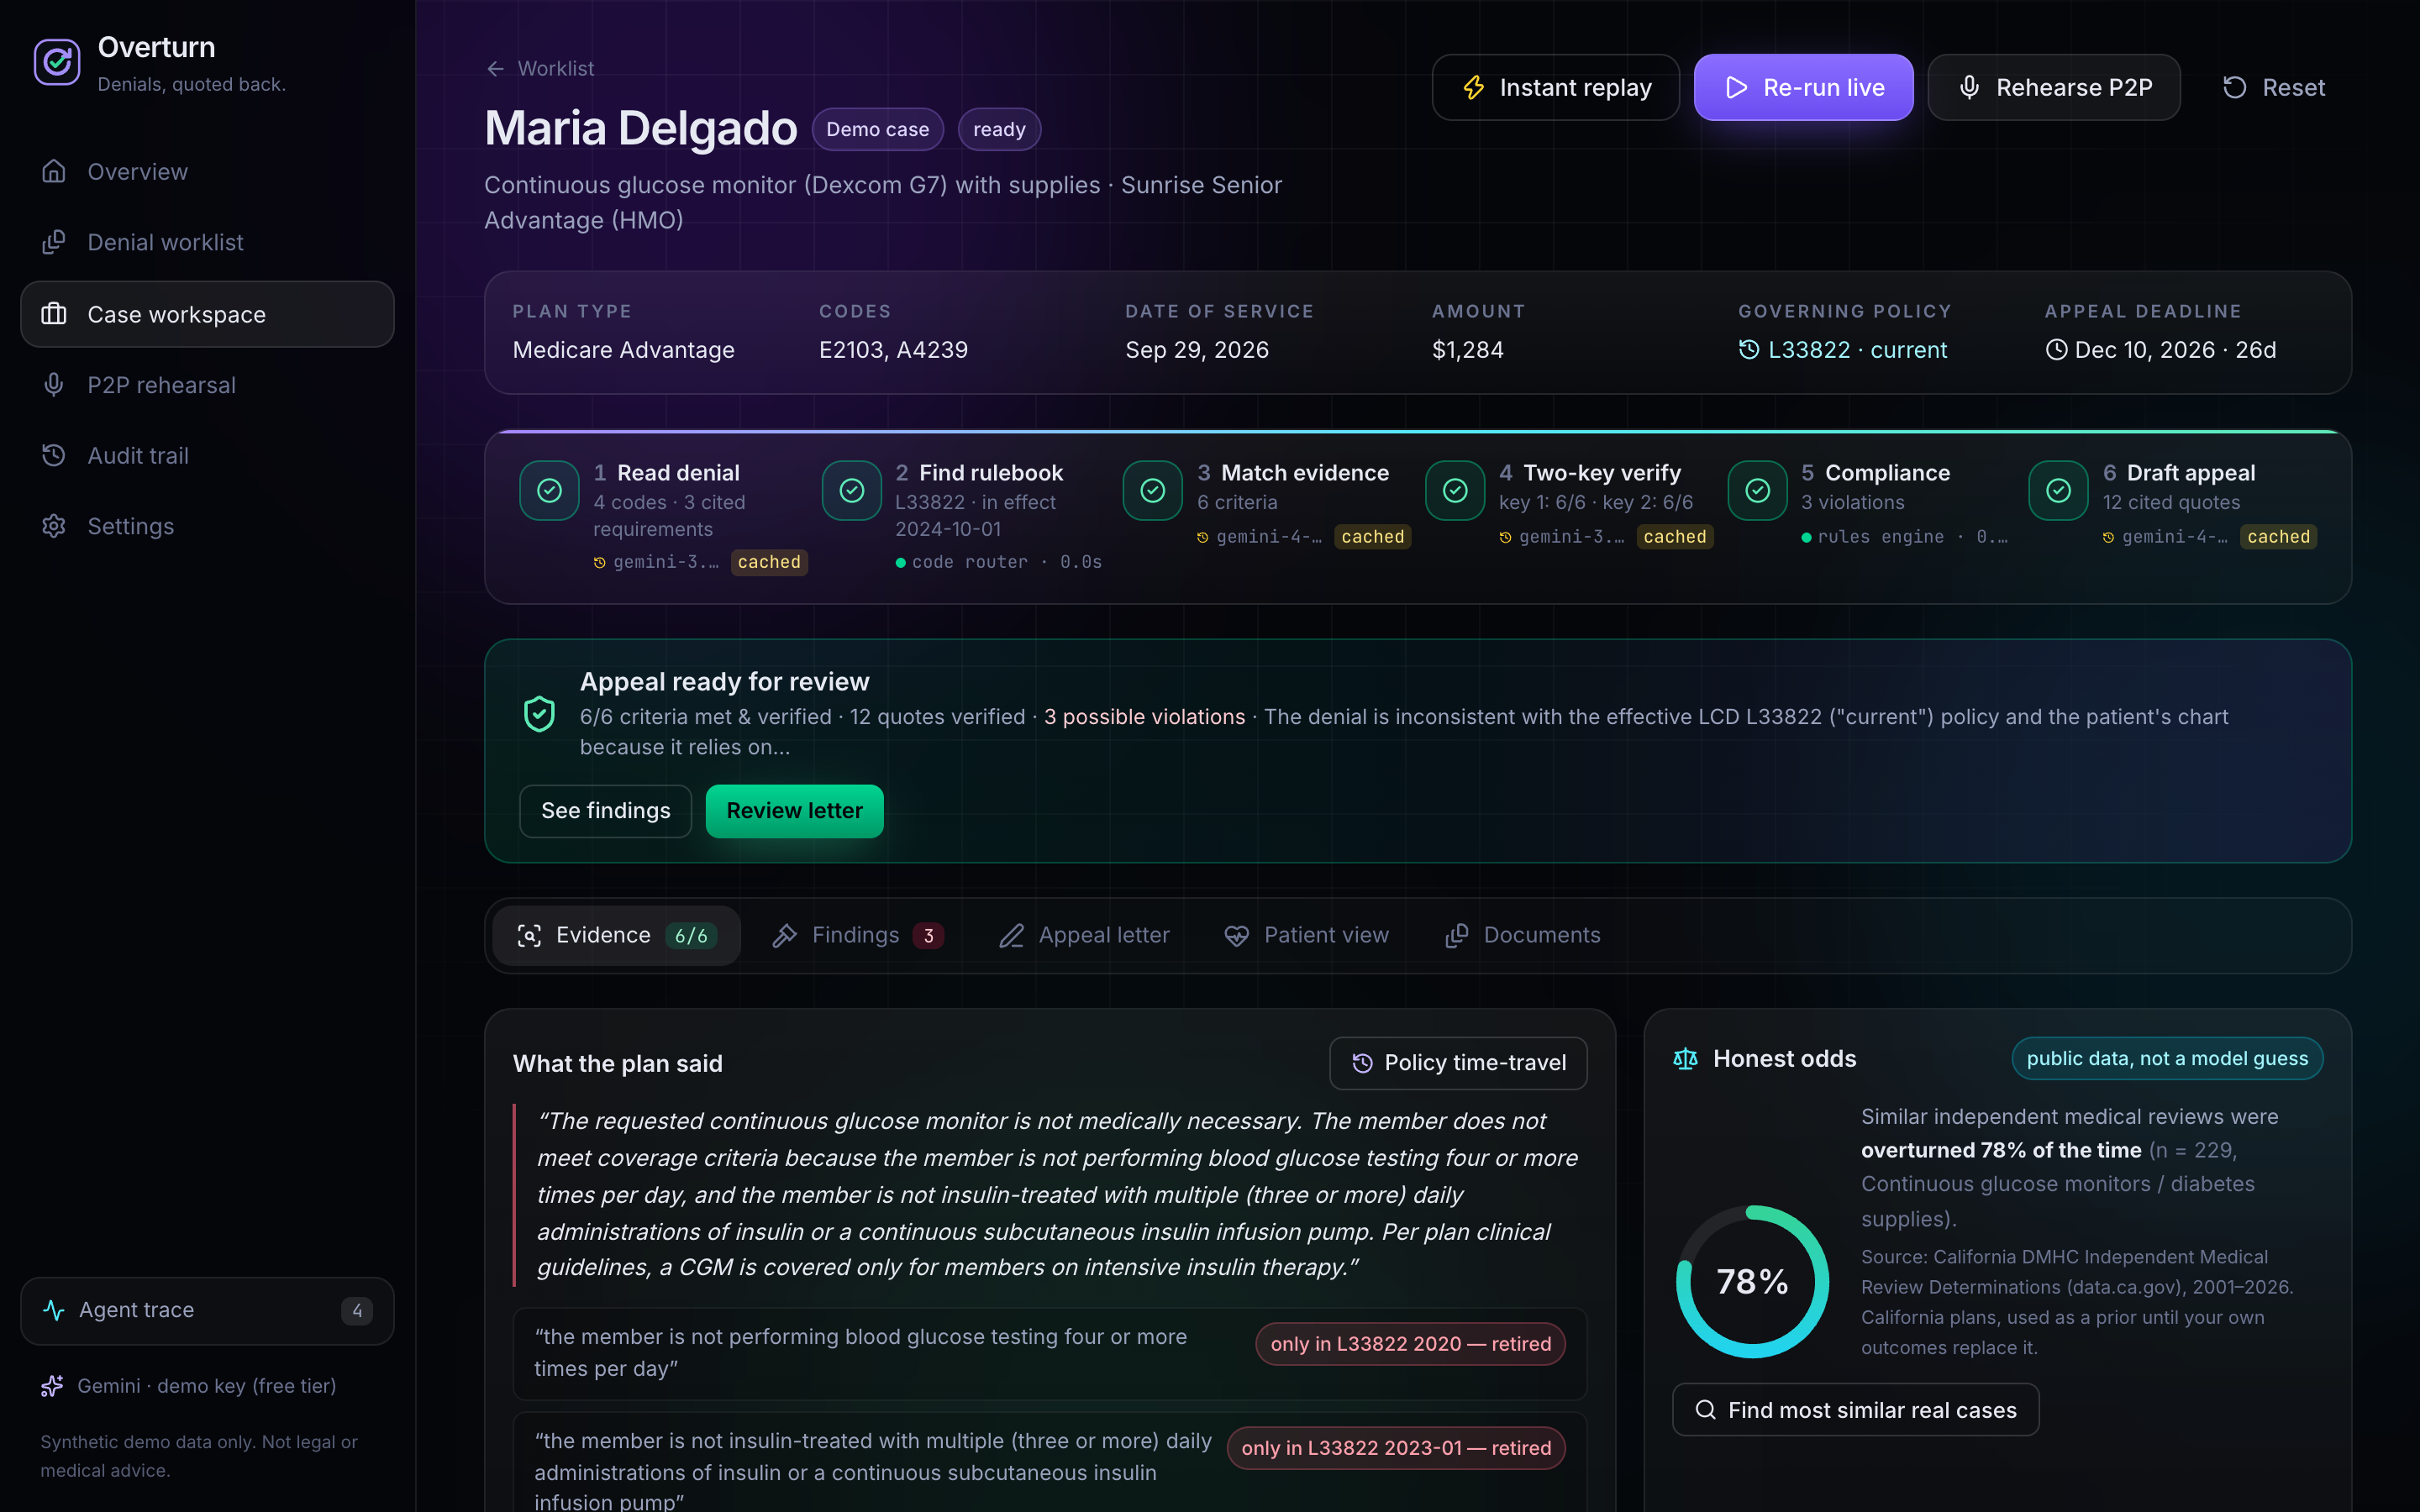 Overturn
Denials, quoted back.
Overview
Denial worklist
Case workspace
P2P rehearsal
Audit trail
Settings
Agent trace
4
Gemini · demo key (free tier)
Synthetic demo data only. Not legal or
medical advice.
Worklist
Maria Delgado
Demo case
ready
Continuous glucose monitor (Dexcom G7) with supplies · Sunrise Senior
Advantage (HMO)
Instant replay
Re-run live
Rehearse P2P
Reset
PLAN TYPE
Medicare Advantage
CODES
E2103, A4239
DATE OF SERVICE
Sep 29, 2026
AMOUNT
$1,284
GOVERNING POLICY
L33822 · current
APPEAL DEADLINE
Dec 10, 2026 · 26d
1 Read denial
4 codes · 3 cited
requirements
gemini-3.… cached
2 Find rulebook
L33822 · in effect
2024-10-01
code router · 0.0s
3 Match evidence
6 criteria
gemini-4-… cached
4 Two-key verify
key 1: 6/6 · key 2: 6/6
gemini-3.… cached
5 Compliance
3 violations
rules engine · 0.…
6 Draft appeal
12 cited quotes
gemini-4-… cached
Appeal ready for review
6/6 criteria met & verified · 12 quotes verified · 3 possible violations · The denial is inconsistent with the effective LCD L33822 ("current") policy and the patient's chart
because it relies on…
See findings
Review letter
Evidence 6/6
Findings 3
Appeal letter
Patient view
Documents
What the plan said
Policy time-travel
“The requested continuous glucose monitor is not medically necessary. The member does not
meet coverage criteria because the member is not performing blood glucose testing four or more
times per day, and the member is not insulin-treated with multiple (three or more) daily
administrations of insulin or a continuous subcutaneous insulin infusion pump. Per plan clinical
guidelines, a CGM is covered only for members on intensive insulin therapy.”
“the member is not performing blood glucose testing four or more
times per day”
only in L33822 2020 — retired
“the member is not insulin-treated with multiple (three or more) daily
administrations of insulin or a continuous subcutaneous insulin
infusion pump”
only in L33822 2023-01 — retired
Honest odds
public data, not a model guess
78%
Similar independent medical reviews were
overturned 78% of the time (n = 229,
Continuous glucose monitors / diabetes
supplies).
Source: California DMHC Independent Medical
Review Determinations (data.ca.gov), 2001–2026.
California plans, used as a prior until your own
outcomes replace it.
Find most similar real cases